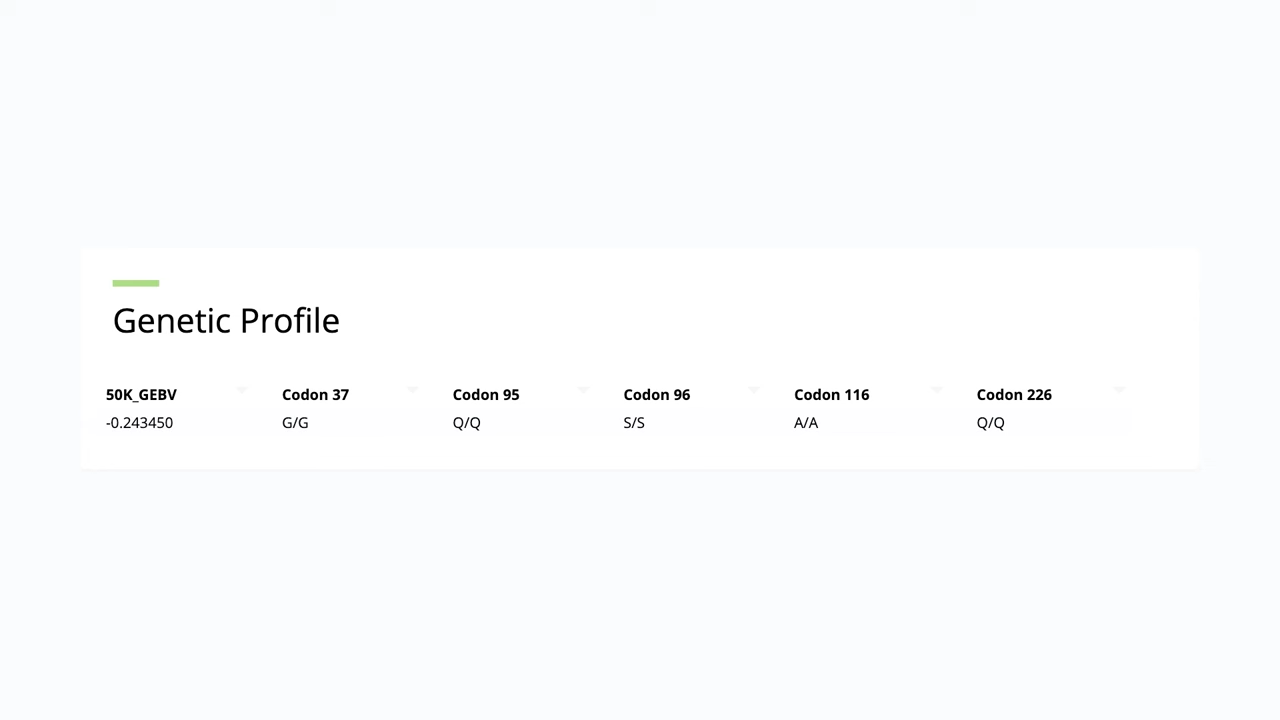 Genetic Profile
50K_GEBV Codon 37 Codon 95 Codon 96 Codon 116 Codon 226
-0.243450 G/G Q/Q S/S A/A Q/Q